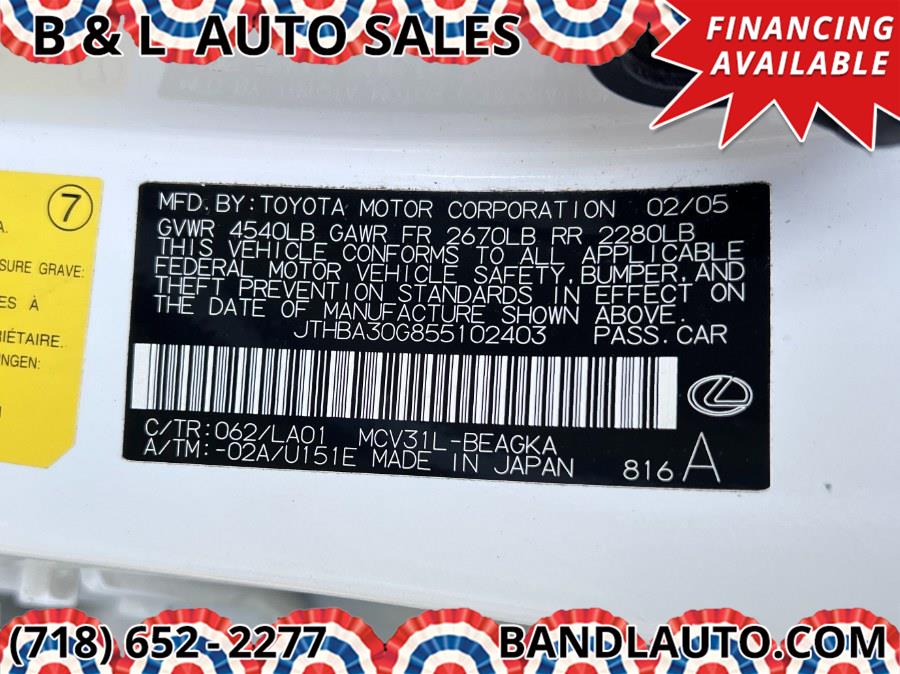 B & L AUTO SALES
FINANCING
AVAILABLE
7
A.
SURE GRAVE:
ES À
RIÉTAIRE.
UNGEN:
MFD. BY: TOYOTA MOTOR CORPORATION 02/05
GVWR 4540LB GAWR FR 2670LB RR 2280LB
THIS VEHICLE CONFORMS TO ALL APPLICABLE
FEDERAL MOTOR VEHICLE SAFETY, BUMPER, AND
THEFT PREVENTION STANDARDS IN EFFECT ON
THE DATE OF MANUFACTURE SHOWN ABOVE.
JTHBA30G855102403 PASS. CAR
C/TR: 062/LA01 MCV31L-BEAGKA
A/TM: -02A/U151E MADE IN JAPAN 816 A
(718) 652-2277
BANDLAUTO.COM